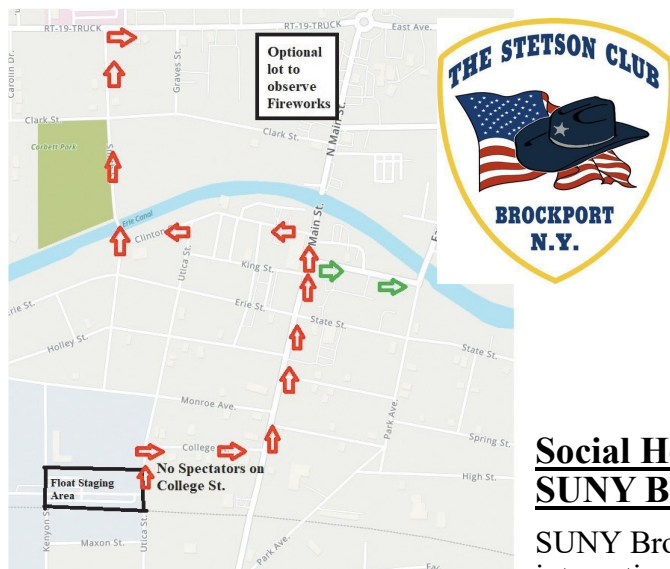 RT-19-TRUCK
RT-19-TRUCK
East Ave.
Carolin Dr.
Graves St.
Optional
lot to
observe
Fireworks
N Main St.
Clark St.
Clark St.
Corbett Park
Erie Canal
Clinton
Main St.
Utica St.
King St.
Erie St.
State St.
State St.
Holley St.
Monroe Ave.
Park Ave.
Spring St.
College
High St.
No Spectators on
College St.
Float Staging
Area
Kenyon St.
Utica St.
Maxon St.
Park Ave.
THE STETSON CLUB
BROCKPORT
N.Y.
Social H
SUNY B
SUNY Bro